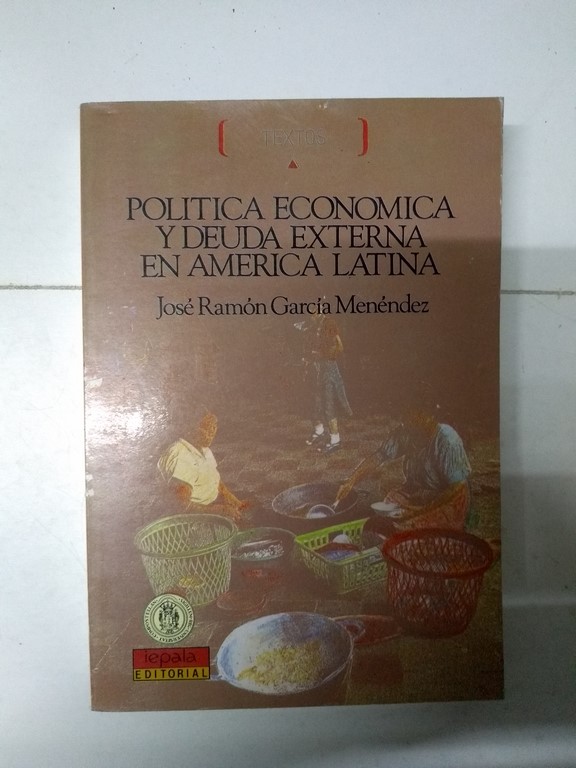 TEXTOS
POLITICA ECONOMICA
Y DEUDA EXTERNA
EN AMERICA LATINA
José Ramón García Menéndez
iepala
EDITORIAL